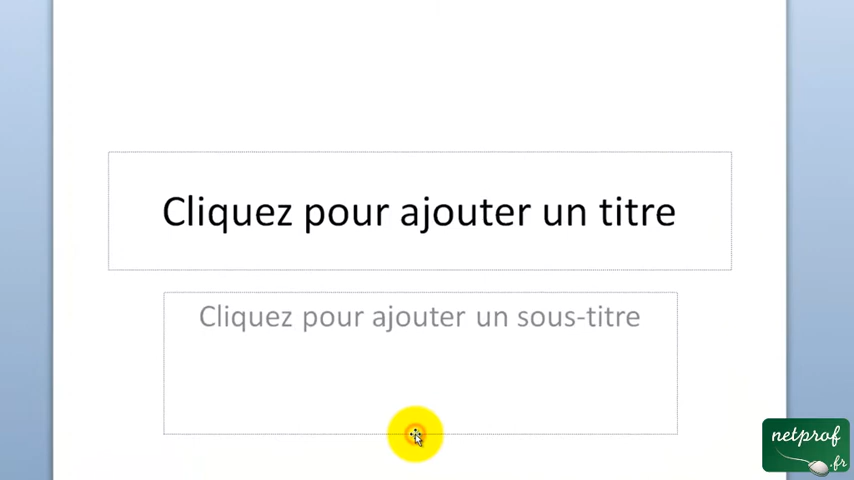 Cliquez pour ajouter un titre
Cliquez pour ajouter un sous-titre
netprof
.fr